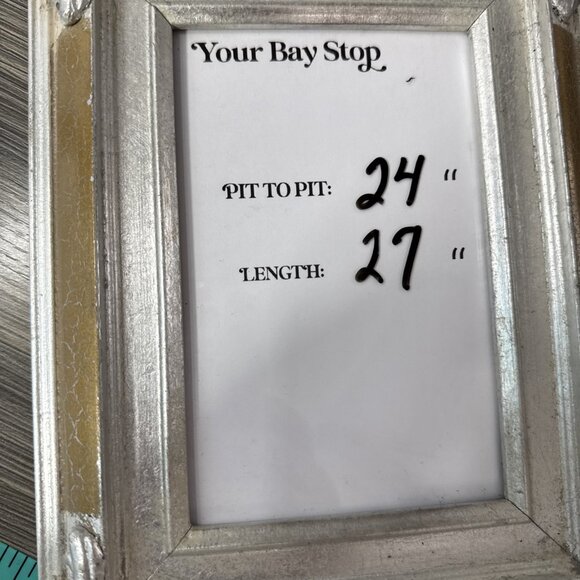 Your Bay Stop
PIT TO PIT: 24 "
LENGTH: 27 "